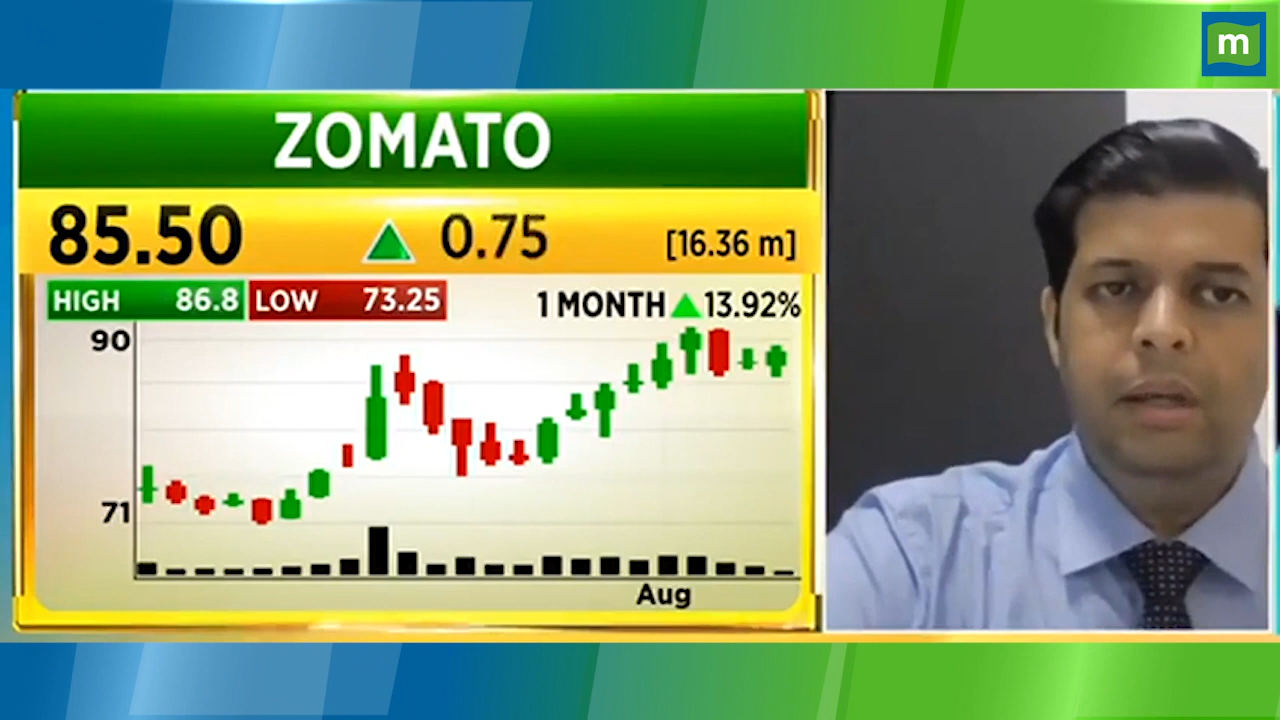 m
ZOMATO
85.50 ▲ 0.75 [16.36 m]
HIGH 86.8 LOW 73.25 1 MONTH ▲ 13.92%
90
71
Aug